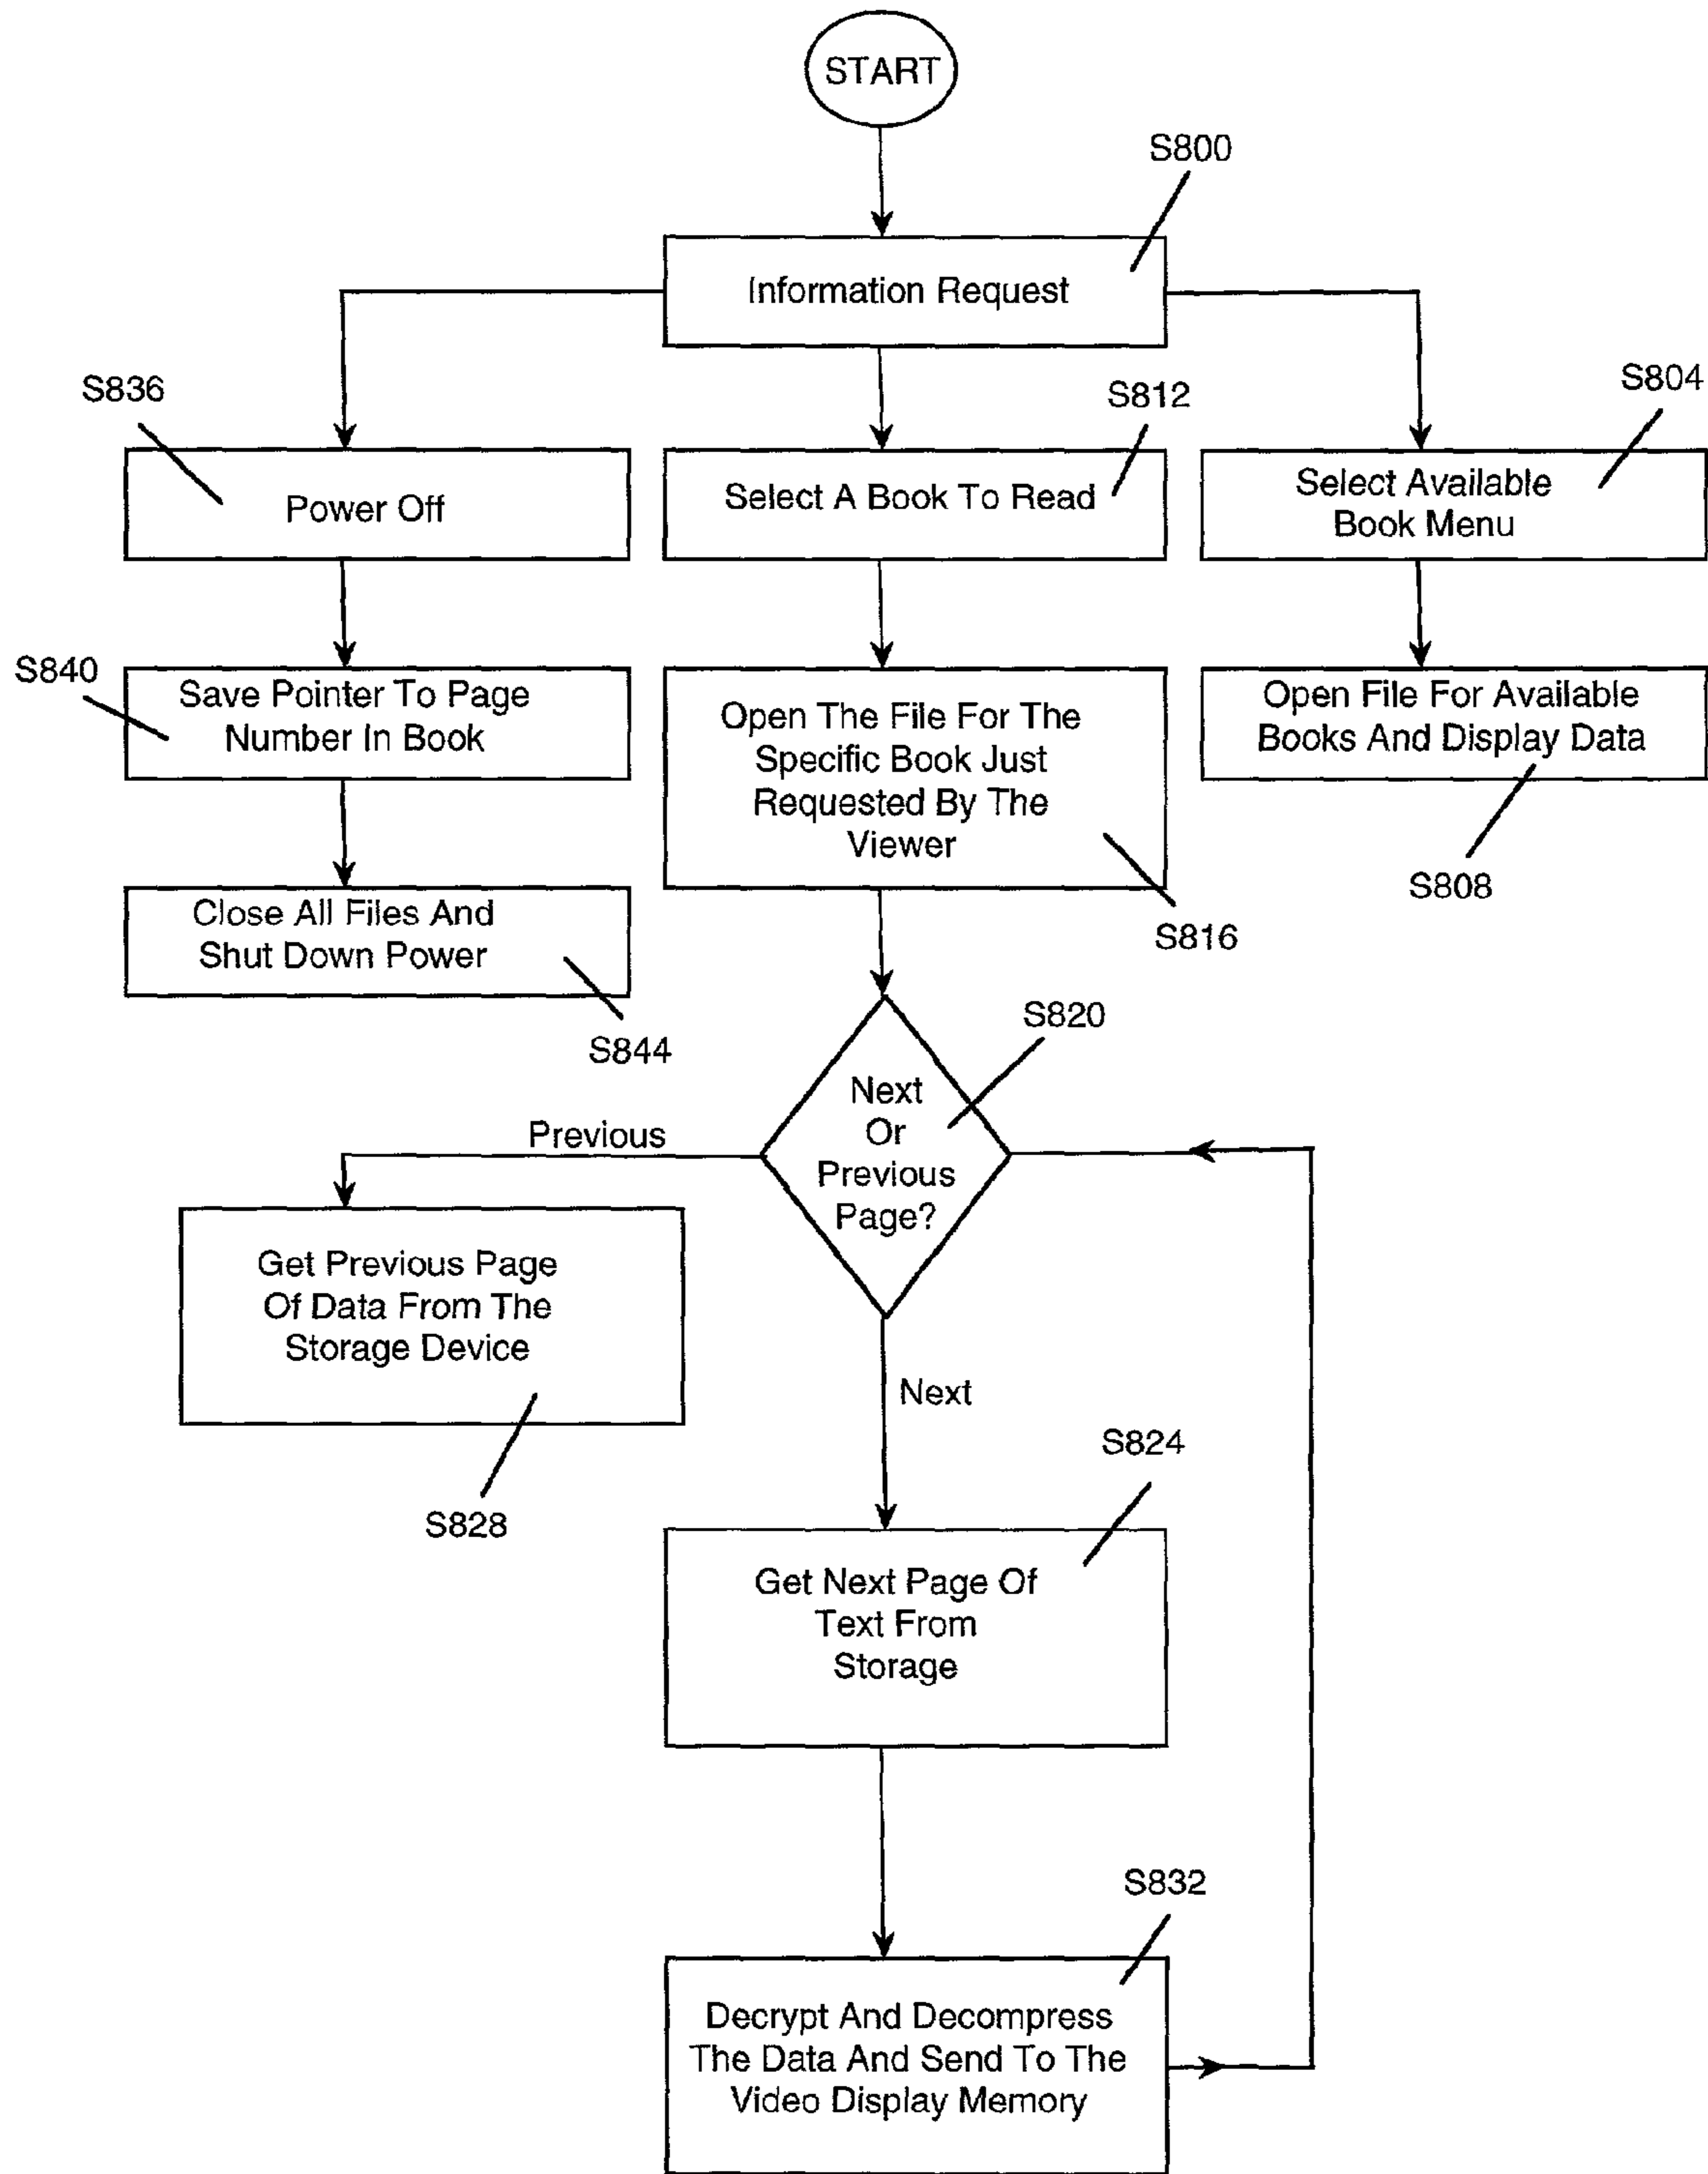 START
S800
Information Request
S836
S812
S804
Power Off
Select A Book To Read
Select Available
Book Menu
S840
Save Pointer To Page
Number In Book
Open The File For The
Specific Book Just
Requested By The
Viewer
Open File For Available
Books And Display Data
S808
Close All Files And
Shut Down Power
S816
S844
S820
Next
Or
Previous
Page?
Previous
Get Previous Page
Of Data From The
Storage Device
Next
S828
S824
Get Next Page Of
Text From
Storage
S832
Decrypt And Decompress
The Data And Send To The
Video Display Memory